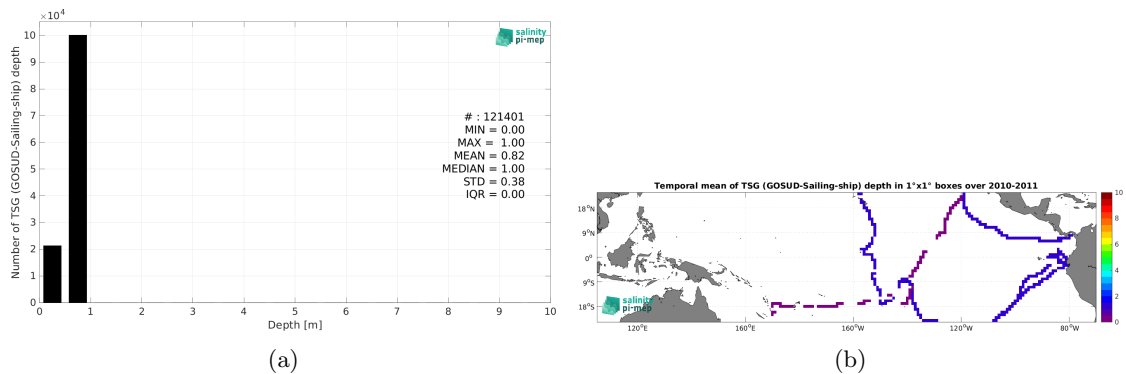 ×10⁴
10
9
8
7
6
5
4
3
2
1
0
Number of TSG (GOSUD-Sailing-ship) depth
salinity
pi-mep
# : 121401
MIN = 0.00
MAX = 1.00
MEAN = 0.82
MEDIAN = 1.00
STD = 0.38
IQR = 0.00
0 1 2 3 4 5 6 7 8 9 10
Depth [m]
(a)
Temporal mean of TSG (GOSUD-Sailing-ship) depth in 1°x1° boxes over 2010-2011
18°N
9°N
0°
9°S
18°S
salinity
pi-mep
120°E 160°E 160°W 120°W 80°W
10
8
6
4
2
0
(b)